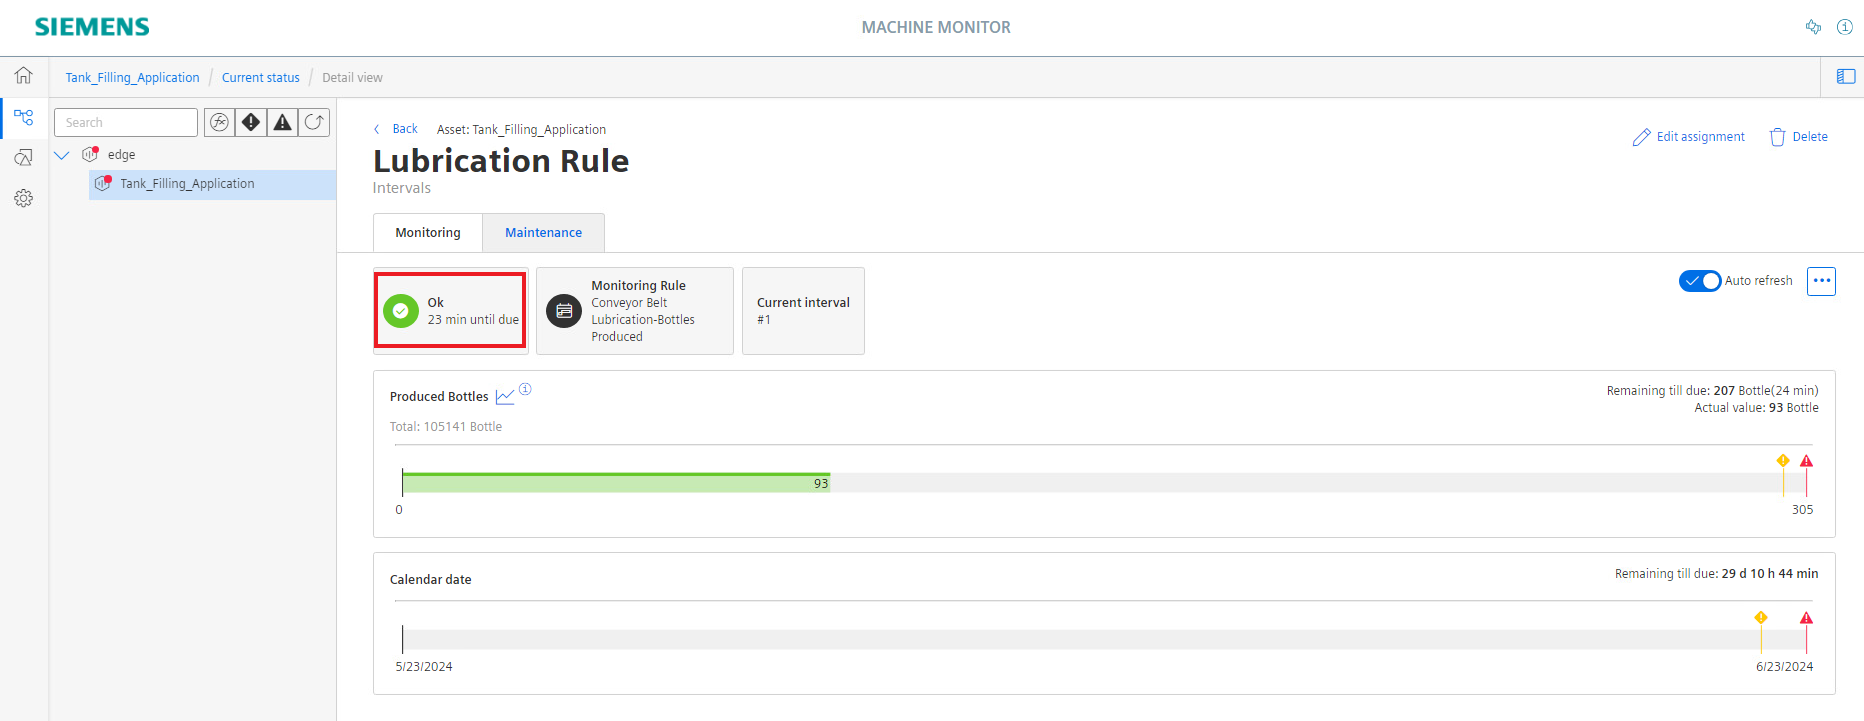 SIEMENS
MACHINE MONITOR
Tank_Filling_Application / Current status / Detail view
Search
edge
Tank_Filling_Application
Back Asset: Tank_Filling_Application
Edit assignment Delete
Lubrication Rule
Intervals
Monitoring Maintenance
Ok
23 min until due
Monitoring Rule
Conveyor Belt
Lubrication-Bottles
Produced
Current interval
#1
Auto refresh
Produced Bottles
Remaining till due: 207 Bottle(24 min)
Actual value: 93 Bottle
Total: 105141 Bottle
93
0 305
Calendar date
Remaining till due: 29 d 10 h 44 min
5/23/2024 6/23/2024